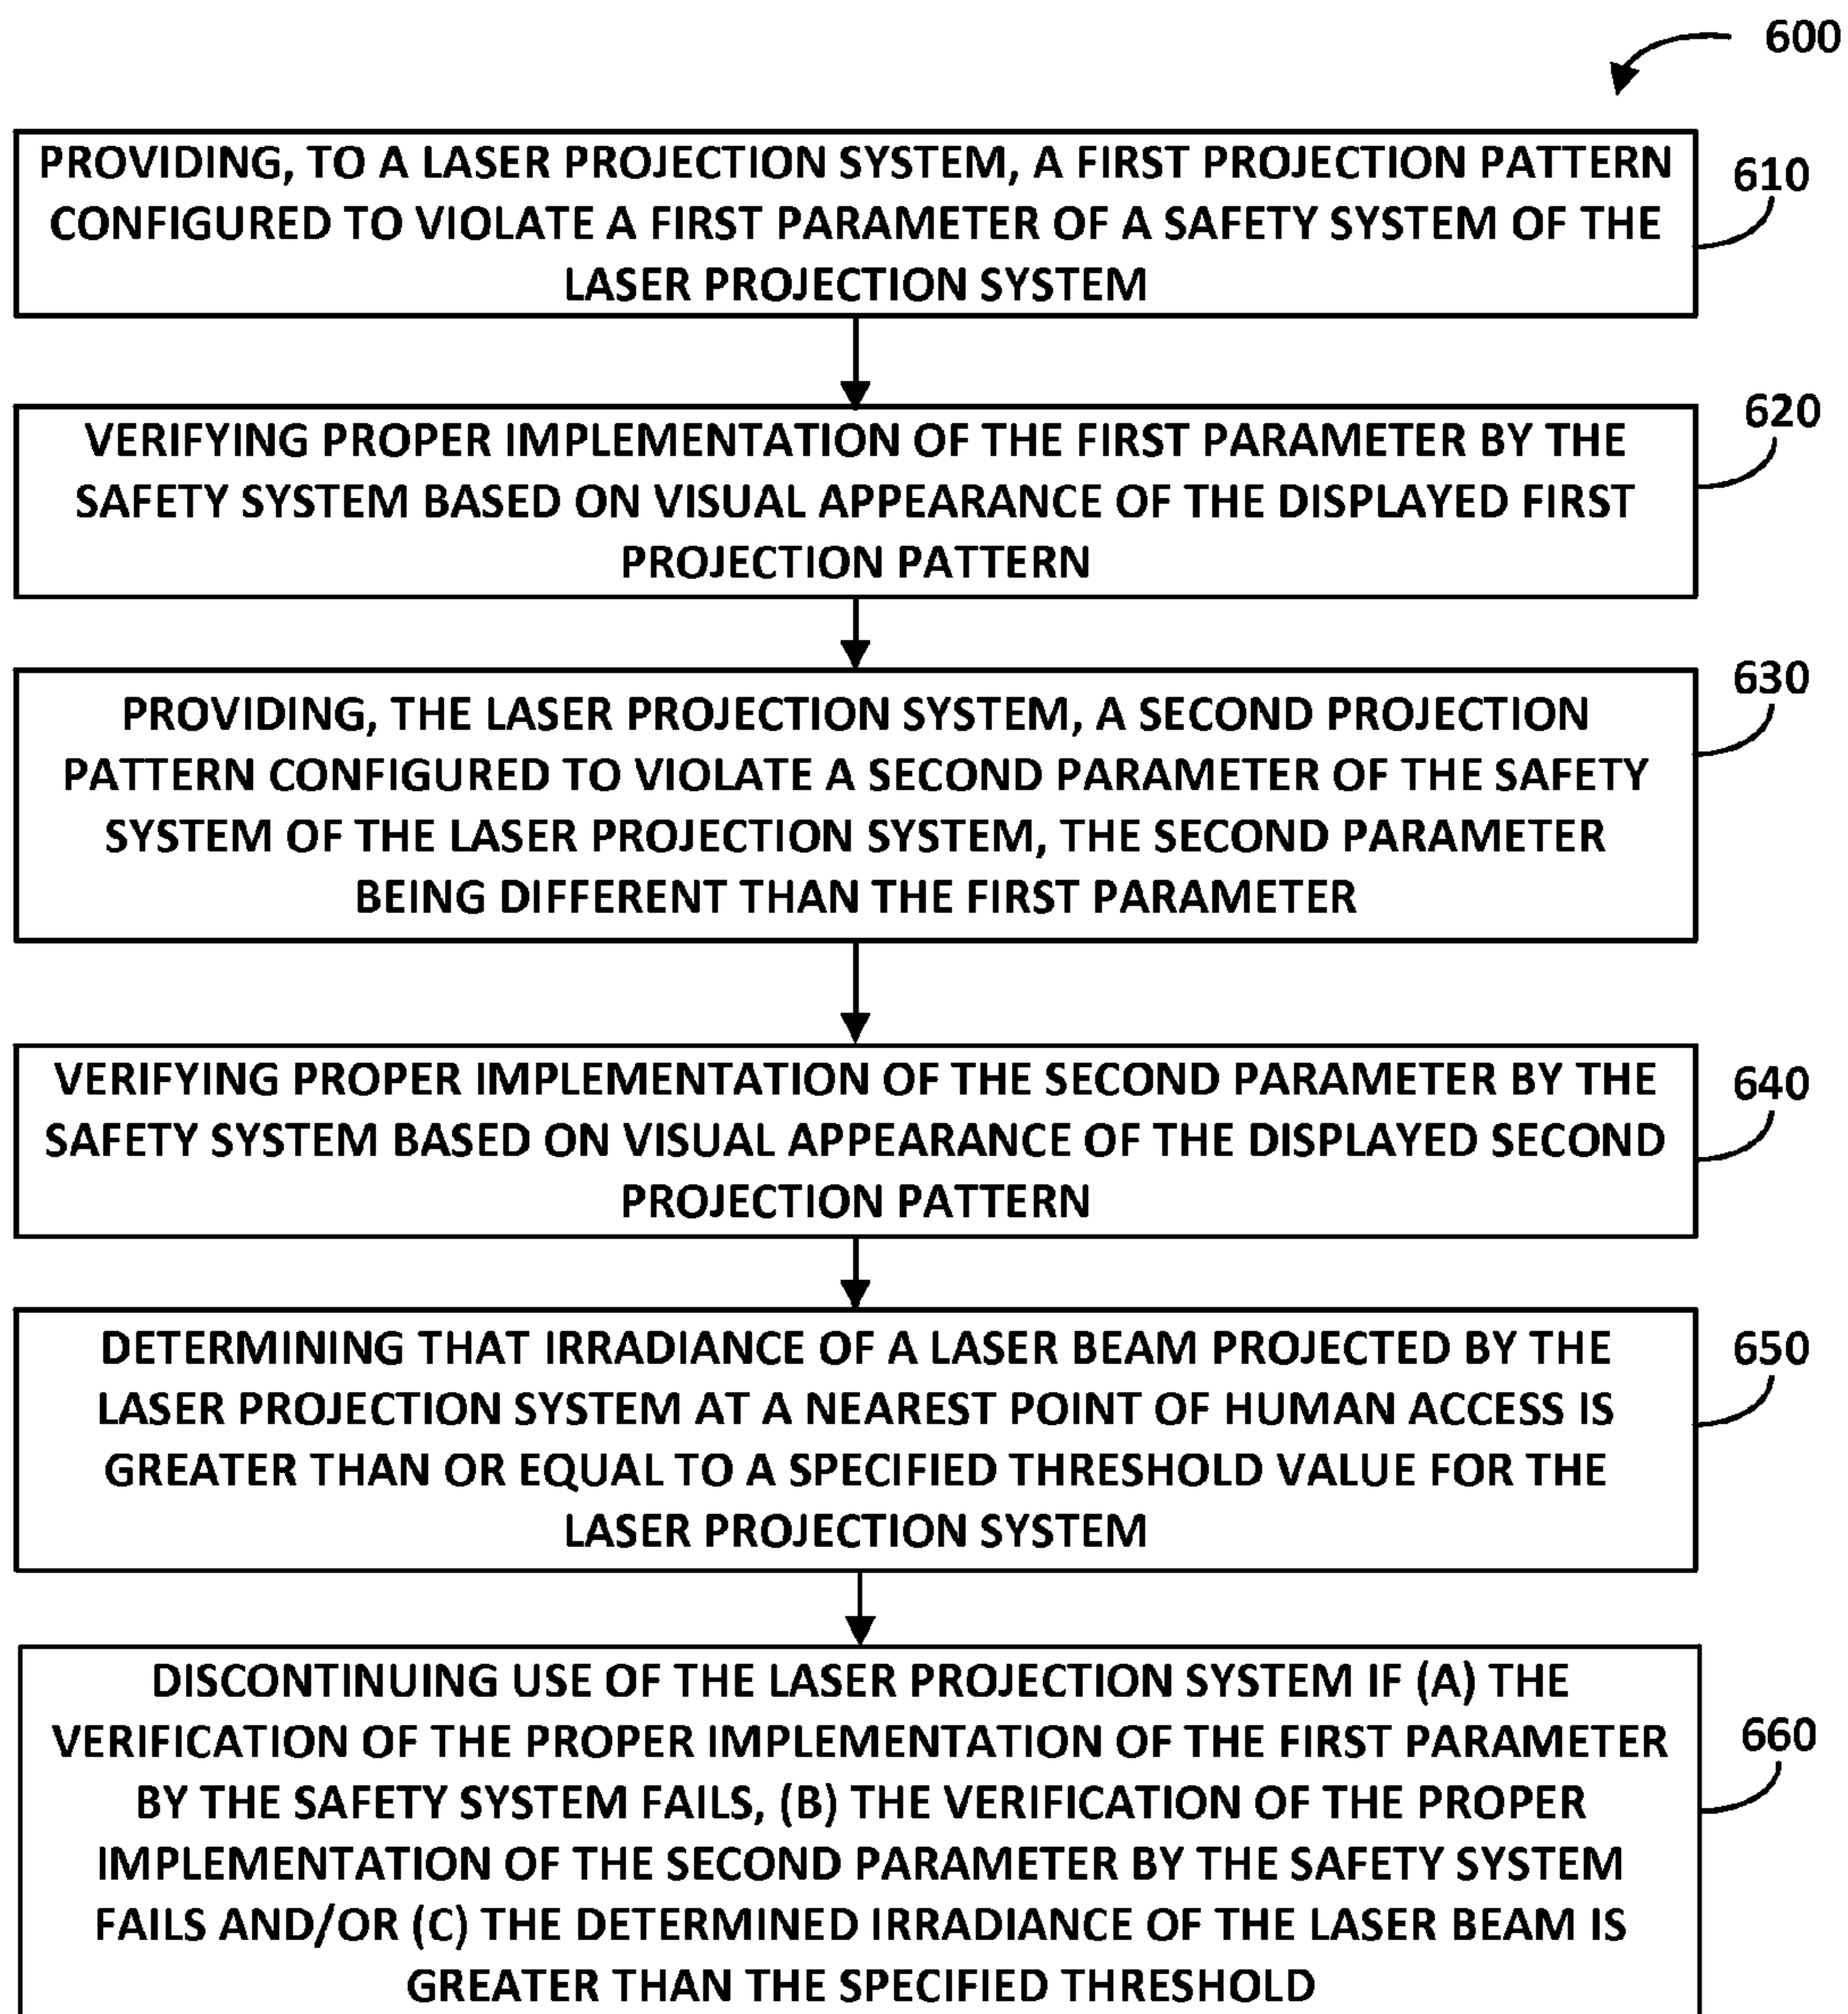 600
PROVIDING, TO A LASER PROJECTION SYSTEM, A FIRST PROJECTION PATTERN
CONFIGURED TO VIOLATE A FIRST PARAMETER OF A SAFETY SYSTEM OF THE
LASER PROJECTION SYSTEM
610
VERIFYING PROPER IMPLEMENTATION OF THE FIRST PARAMETER BY THE
SAFETY SYSTEM BASED ON VISUAL APPEARANCE OF THE DISPLAYED FIRST
PROJECTION PATTERN
620
PROVIDING, THE LASER PROJECTION SYSTEM, A SECOND PROJECTION
PATTERN CONFIGURED TO VIOLATE A SECOND PARAMETER OF THE SAFETY
SYSTEM OF THE LASER PROJECTION SYSTEM, THE SECOND PARAMETER
BEING DIFFERENT THAN THE FIRST PARAMETER
630
VERIFYING PROPER IMPLEMENTATION OF THE SECOND PARAMETER BY THE
SAFETY SYSTEM BASED ON VISUAL APPEARANCE OF THE DISPLAYED SECOND
PROJECTION PATTERN
640
DETERMINING THAT IRRADIANCE OF A LASER BEAM PROJECTED BY THE
LASER PROJECTION SYSTEM AT A NEAREST POINT OF HUMAN ACCESS IS
GREATER THAN OR EQUAL TO A SPECIFIED THRESHOLD VALUE FOR THE
LASER PROJECTION SYSTEM
650
DISCONTINUING USE OF THE LASER PROJECTION SYSTEM IF (A) THE
VERIFICATION OF THE PROPER IMPLEMENTATION OF THE FIRST PARAMETER
BY THE SAFETY SYSTEM FAILS, (B) THE VERIFICATION OF THE PROPER
IMPLEMENTATION OF THE SECOND PARAMETER BY THE SAFETY SYSTEM
FAILS AND/OR (C) THE DETERMINED IRRADIANCE OF THE LASER BEAM IS
GREATER THAN THE SPECIFIED THRESHOLD
660